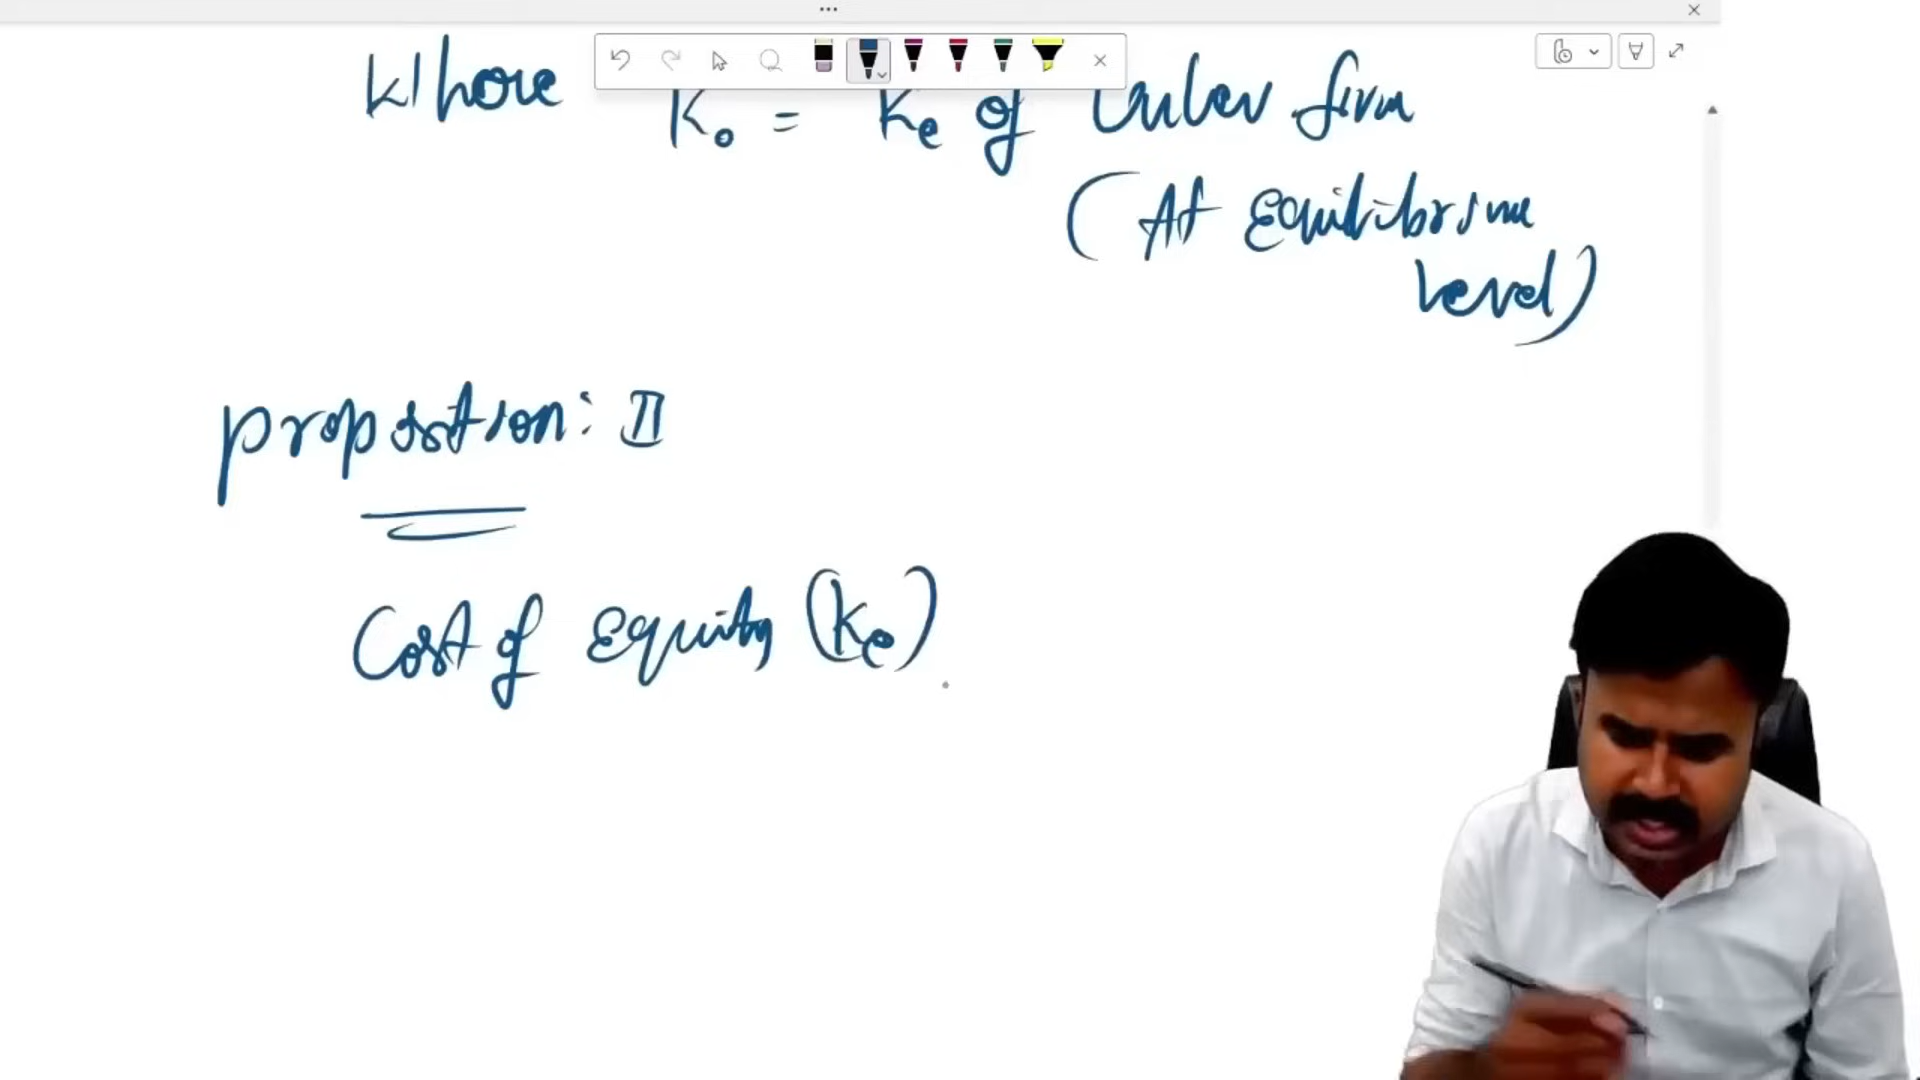 Where K₀ = Ke of Unlev firm
(At Equilibrium
level)
proposition: II
Cost of Equity (Ke)